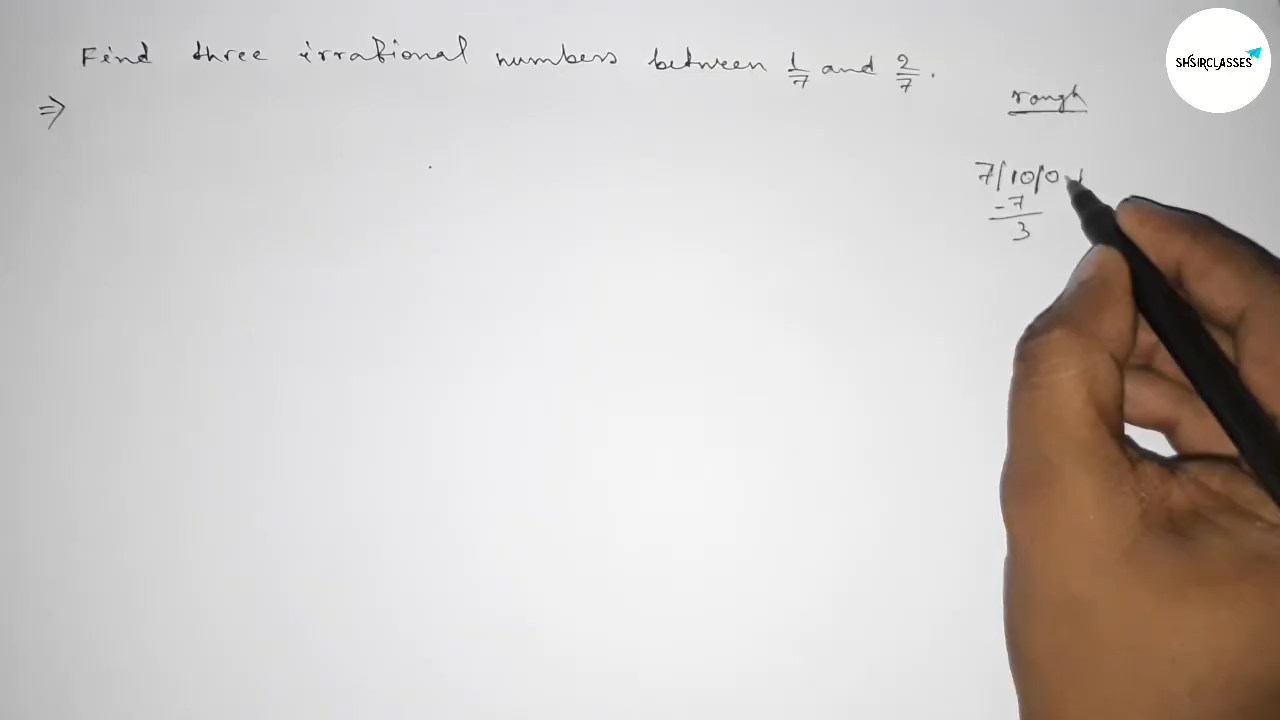 Find three irrational numbers between 1/7 and 2/7.
⇒
rough
SHSIRCLASSES
7/10/0.1
-7
3